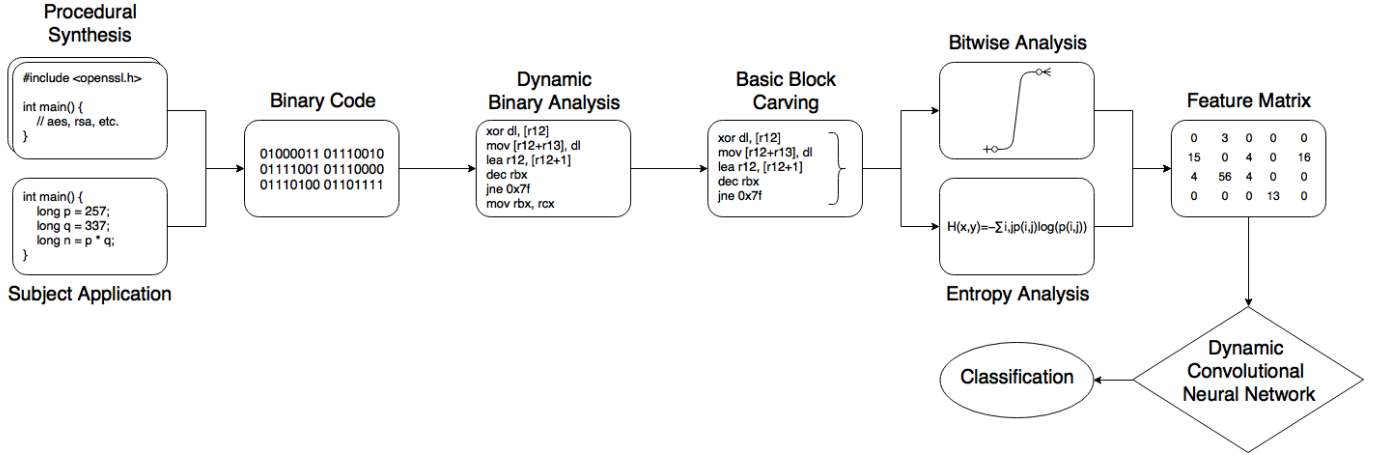 Procedural
Synthesis
#include <openssl.h>
int main() {
// aes, rsa, etc.
}
int main() {
long p = 257;
long q = 337;
long n = p * q;
}
Subject Application
Binary Code
01000011 01110010
01111001 01110000
01110100 01101111
Dynamic
Binary Analysis
xor dl, [r12]
mov [r12+r13], dl
lea r12, [r12+1]
dec rbx
jne 0x7f
mov rbx, rcx
Basic Block
Carving
xor dl, [r12]
mov [r12+r13], dl
lea r12, [r12+1]
dec rbx
jne 0x7f
Bitwise Analysis
H(x,y)=−∑i,jp(i,j)log(p(i,j))
Entropy Analysis
Feature Matrix
0 3 0 0 0
15 0 4 0 16
4 56 4 0 0
0 0 0 13 0
Dynamic
Convolutional
Neural Network
Classification